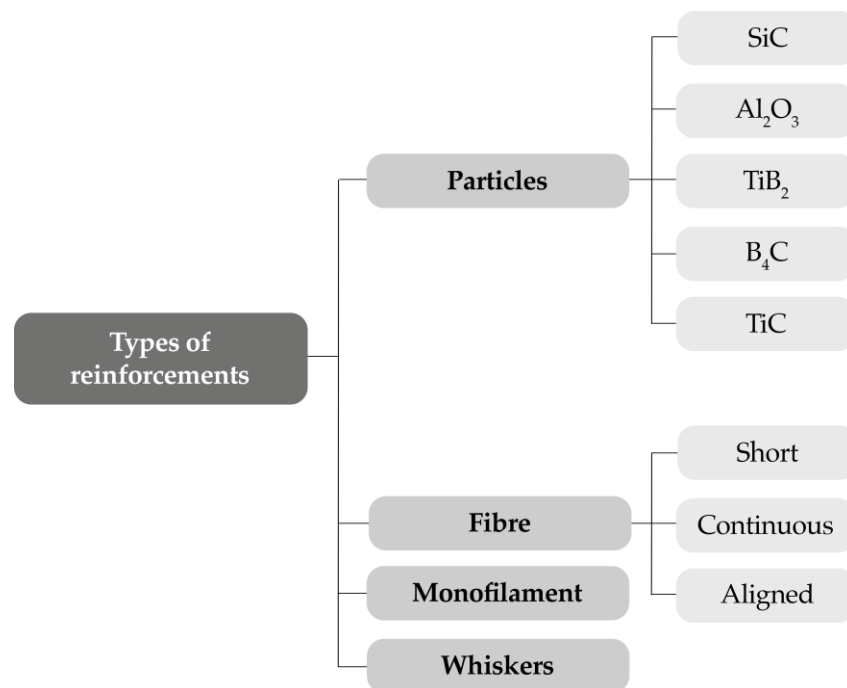 Types of
reinforcements
Particles
SiC
Al₂O₃
TiB₂
B₄C
TiC
Fibre
Short
Continuous
Aligned
Monofilament
Whiskers